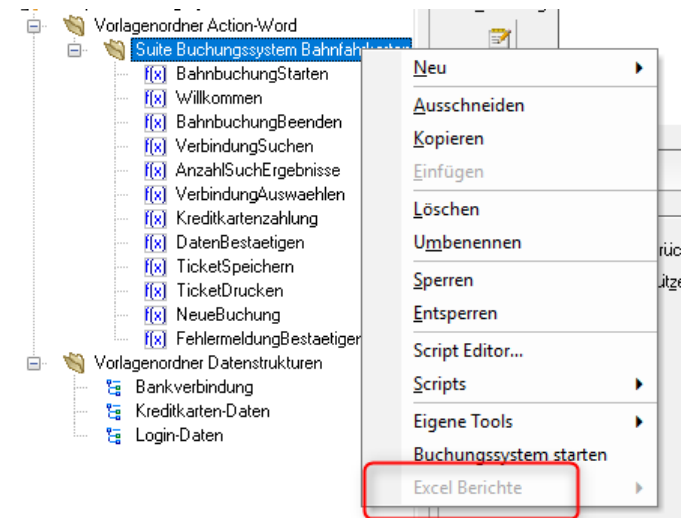 Vorlagenordner Action-Word
Suite Buchungssystem Bahnfahrkarten
f(x) BahnbuchungStarten
f(x) Willkommen
f(x) BahnbuchungBeenden
f(x) VerbindungSuchen
f(x) AnzahlSuchErgebnisse
f(x) VerbindungAuswaehlen
f(x) Kreditkartenzahlung
f(x) DatenBestaetigen
f(x) TicketSpeichern
f(x) TicketDrucken
f(x) NeueBuchung
f(x) FehlermeldungBestaetigen
Vorlagenordner Datenstrukturen
Bankverbindung
Kreditkarten-Daten
Login-Daten
Neu
Ausschneiden
Kopieren
Einfügen
Löschen
Umbenennen
Sperren
Entsperren
Script Editor...
Scripts
Eigene Tools
Buchungssystem starten
Excel Berichte